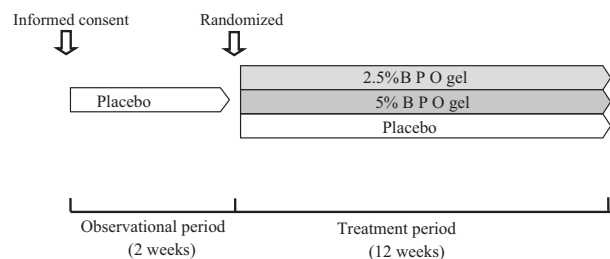 Informed consent
Randomized
2.5%B P O gel
Placebo
5% B P O gel
Placebo
Observational period
(2 weeks)
Treatment period
(12 weeks)